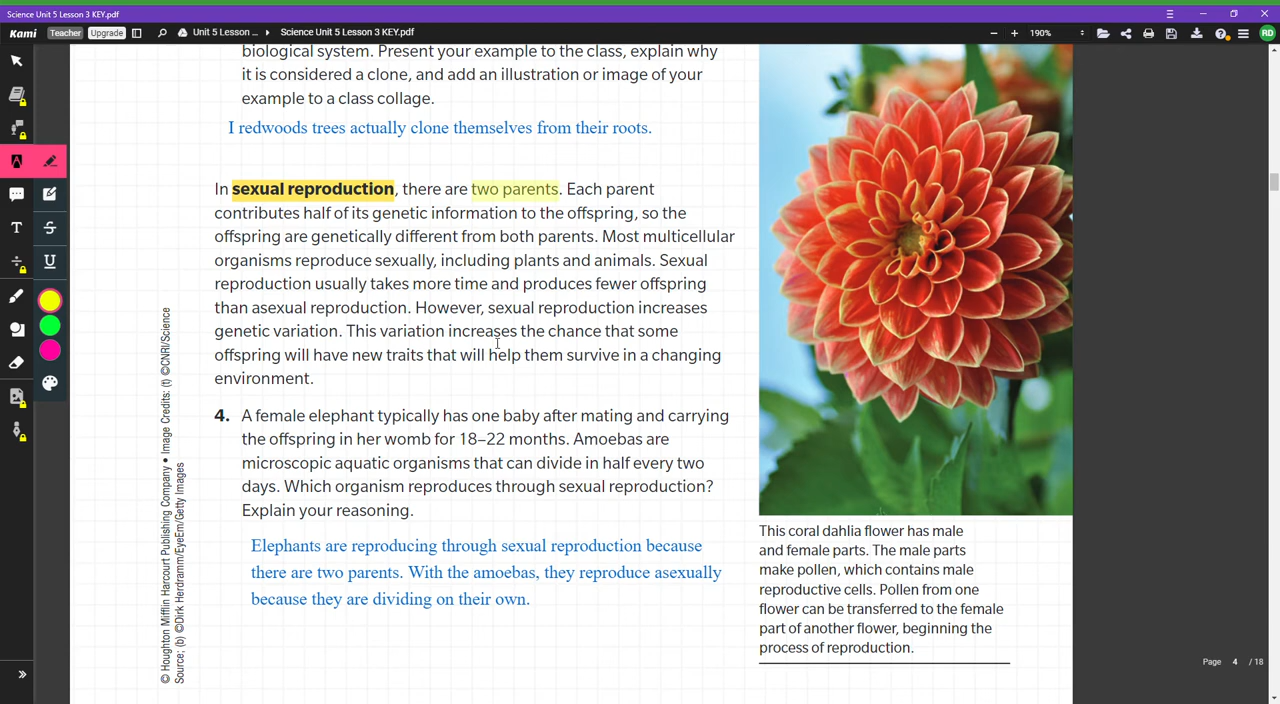 Science Unit 5 Lesson 3 KEY.pdf
Kami Teacher Upgrade Unit 5 Lesson ... Science Unit 5 Lesson 3 KEY.pdf 190% RD
biological system. Present your example to the class, explain why
it is considered a clone, and add an illustration or image of your
example to a class collage.
I redwoods trees actually clone themselves from their roots.
In sexual reproduction, there are two parents. Each parent
contributes half of its genetic information to the offspring, so the
offspring are genetically different from both parents. Most multicellular
organisms reproduce sexually, including plants and animals. Sexual
reproduction usually takes more time and produces fewer offspring
than asexual reproduction. However, sexual reproduction increases
genetic variation. This variation increases the chance that some
offspring will have new traits that will help them survive in a changing
environment.
4. A female elephant typically has one baby after mating and carrying
the offspring in her womb for 18–22 months. Amoebas are
microscopic aquatic organisms that can divide in half every two
days. Which organism reproduces through sexual reproduction?
Explain your reasoning.
Elephants are reproducing through sexual reproduction because
there are two parents. With the amoebas, they reproduce asexually
because they are dividing on their own.
© Houghton Mifflin Harcourt Publishing Company • Image Credits: (t) ©CNRI/Science
Source; (b) ©Dirk Herdramm/EyeEm/Getty Images
This coral dahlia flower has male
and female parts. The male parts
make pollen, which contains male
reproductive cells. Pollen from one
flower can be transferred to the female
part of another flower, beginning the
process of reproduction.
Page 4 / 18